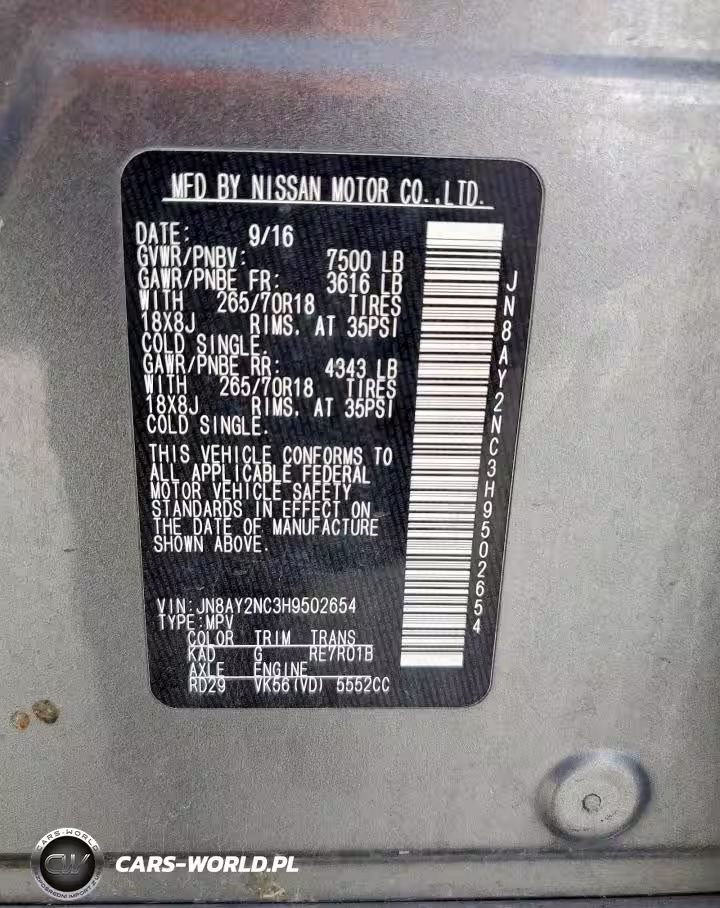 MFD BY NISSAN MOTOR CO.,LTD.
DATE: 9/16
GVWR/PNBV: 7500 LB
GAWR/PNBE FR: 3616 LB
WITH 265/70R18 TIRES
18X8J RIMS, AT 35PSI
COLD SINGLE.
GAWR/PNBE RR: 4343 LB
WITH 265/70R18 TIRES
18X8J RIMS, AT 35PSI
COLD SINGLE.
THIS VEHICLE CONFORMS TO
ALL APPLICABLE FEDERAL
MOTOR VEHICLE SAFETY
STANDARDS IN EFFECT ON
THE DATE OF MANUFACTURE
SHOWN ABOVE.
VIN:JN8AY2NC3H9502654
TYPE:MPV
COLOR TRIM TRANS
KAD G RE7R01B
AXLE ENGINE
RD29 VK56(VD) 5552CC
JN8AY2NC3H9502654
CARS-WORLD
CW
CARS-WORLD.PL